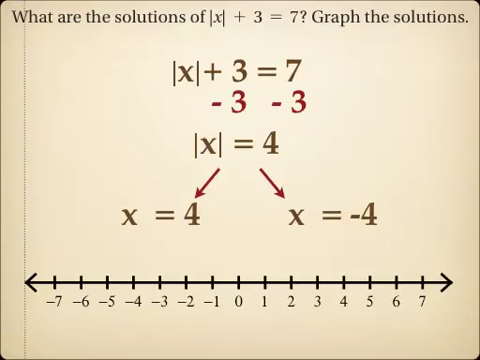 What are the solutions of |x| + 3 = 7? Graph the solutions.
|x|+ 3 = 7
- 3 - 3
|x| = 4
x = 4 x = -4
–7 –6 –5 –4 –3 –2 –1 0 1 2 3 4 5 6 7